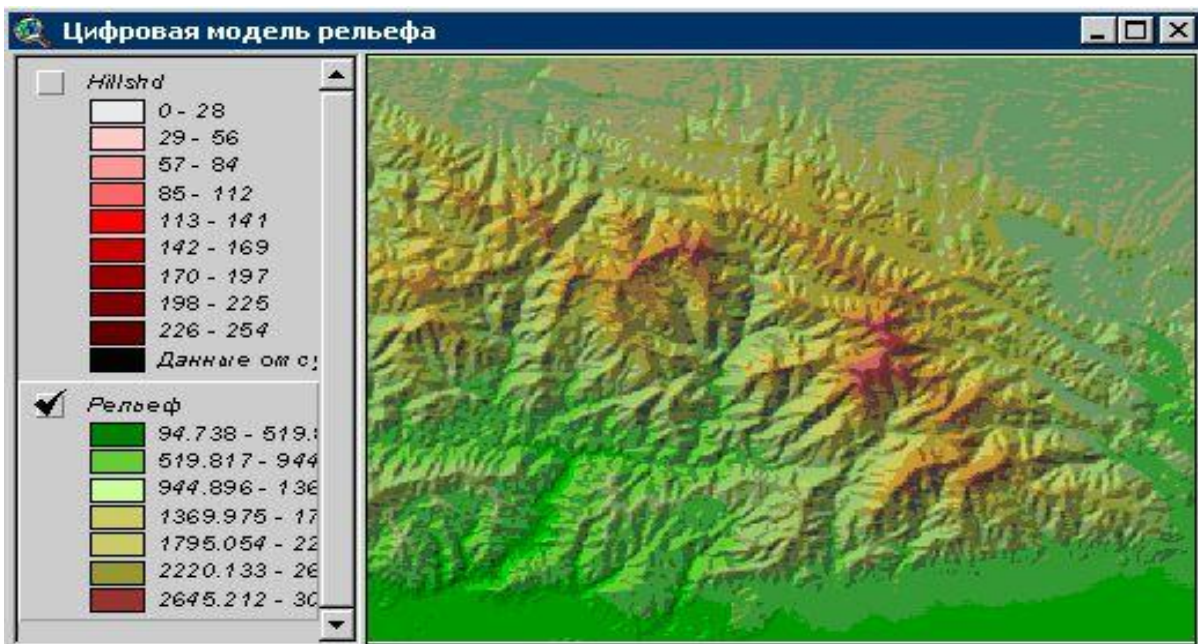 Цифровая модель рельефа
Hillshd
0 - 28
29 - 56
57 - 84
85 - 112
113 - 141
142 - 169
170 - 197
198 - 225
226 - 254
Данные от
Рельеф
94.738 - 519.
519.817 - 944
944.896 - 136
1369.975 - 17
1795.054 - 22
2220.133 - 26
2645.212 - 30